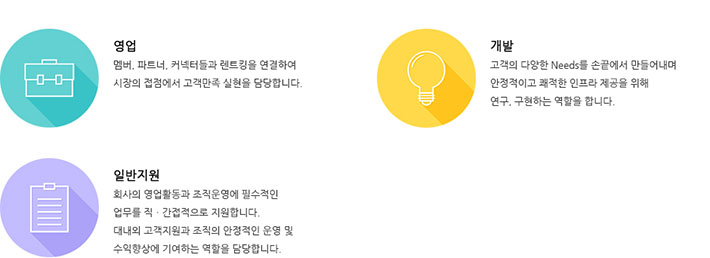 영업
멤버, 파트너, 커넥터들과 렌트킹을 연결하여
시장의 접점에서 고객만족 실현을 담당합니다.
개발
고객의 다양한 Needs를 손끝에서 만들어내며
안정적이고 쾌적한 인프라 제공을 위해
연구, 구현하는 역할을 합니다.
일반지원
회사의 영업활동과 조직운영에 필수적인
업무를 직ㆍ간접적으로 지원합니다.
대내외 고객지원과 조직의 안정적인 운영 및
수익향상에 기여하는 역할을 담당합니다.